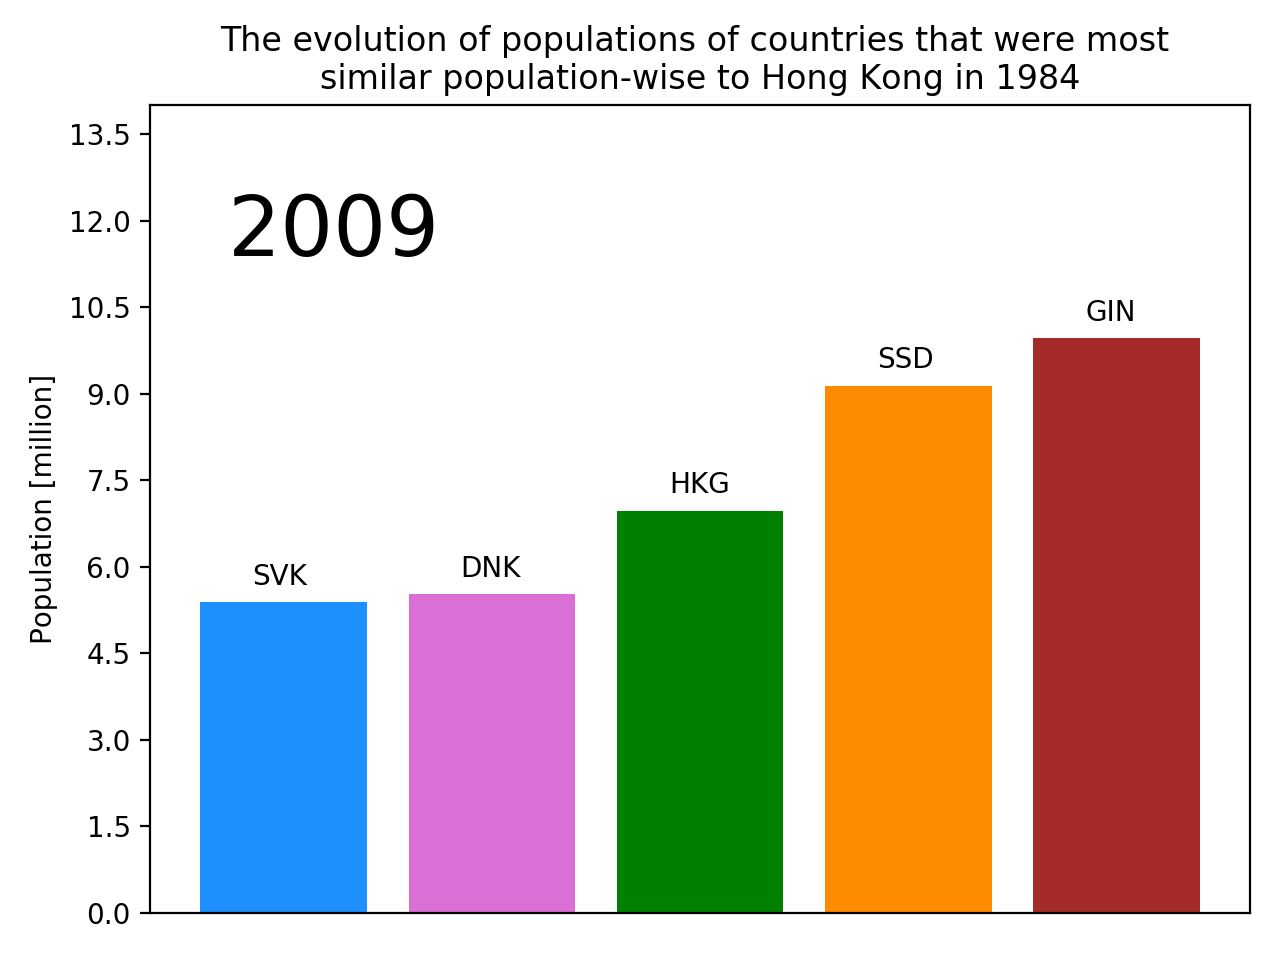 The evolution of populations of countries that were most
similar population-wise to Hong Kong in 1984
2009
Population [million]
13.5
12.0
10.5
9.0
7.5
6.0
4.5
3.0
1.5
0.0
SVK
DNK
HKG
SSD
GIN